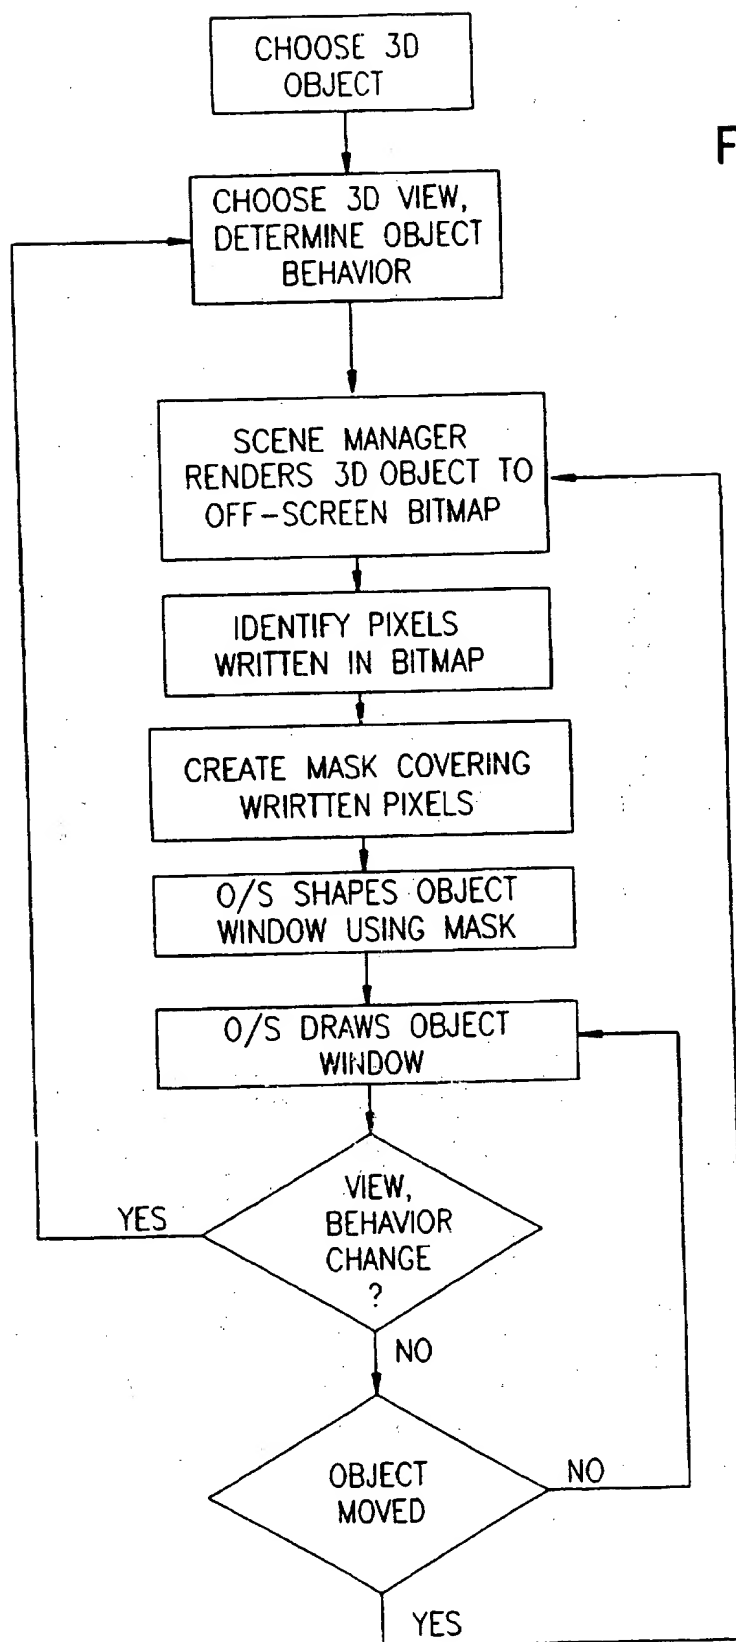 CHOOSE 3D
OBJECT
F
CHOOSE 3D VIEW,
DETERMINE OBJECT
BEHAVIOR
SCENE MANAGER
RENDERS 3D OBJECT TO
OFF-SCREEN BITMAP
IDENTIFY PIXELS
WRITTEN IN BITMAP
CREATE MASK COVERING
WRIRTTEN PIXELS
O/S SHAPES OBJECT
WINDOW USING MASK
O/S DRAWS OBJECT
WINDOW
VIEW,
BEHAVIOR
CHANGE
?
YES
NO
OBJECT
MOVED
NO
YES